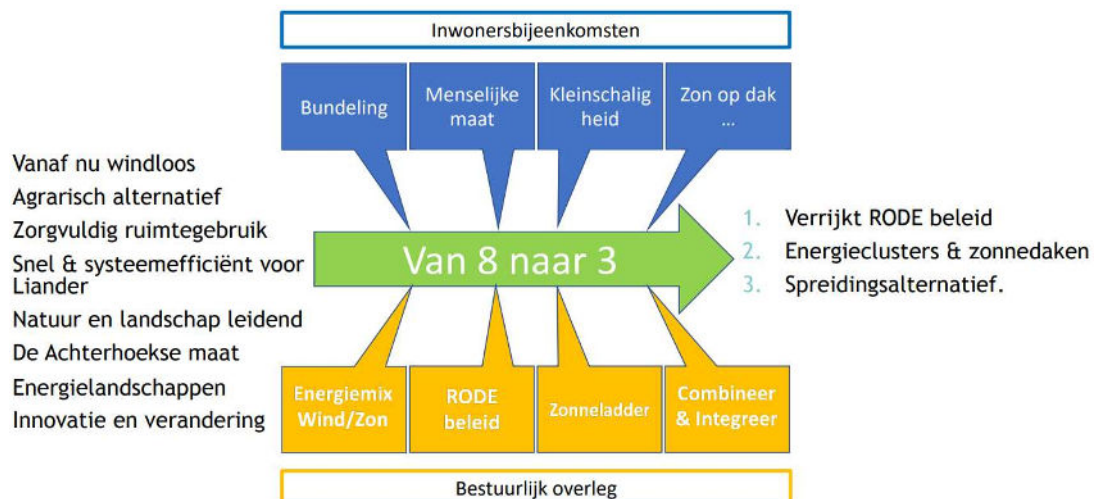 Inwonersbijeenkomsten
Bundeling
Menselijke
maat
Kleinschalig
heid
Zon op dak
...
Vanaf nu windloos
Agrarisch alternatief
Zorgvuldig ruimtegebruik
Snel & systeemefficiënt voor
Liander
Natuur en landschap leidend
De Achterhoekse maat
Energielandschappen
Innovatie en verandering
Van 8 naar 3
1. Verrijkt RODE beleid
2. Energieclusters & zonnedaken
3. Spreidingsalternatief.
Energiemix
Wind/Zon
RODE
beleid
Zonneladder
Combineer
& Integreer
Bestuurlijk overleg